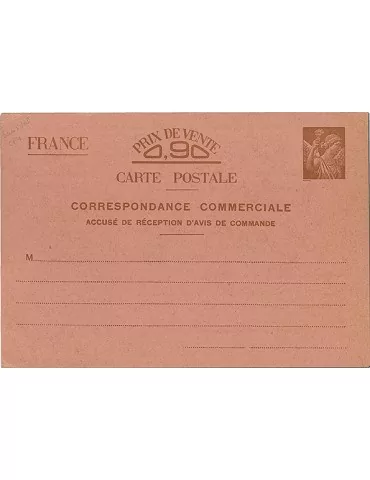 FRANCE
PRIX DE VENTE
0,90
CARTE POSTALE
CORRESPONDANCE COMMERCIALE
ACCUSÉ DE RÉCEPTION D'AVIS DE COMMANDE
M